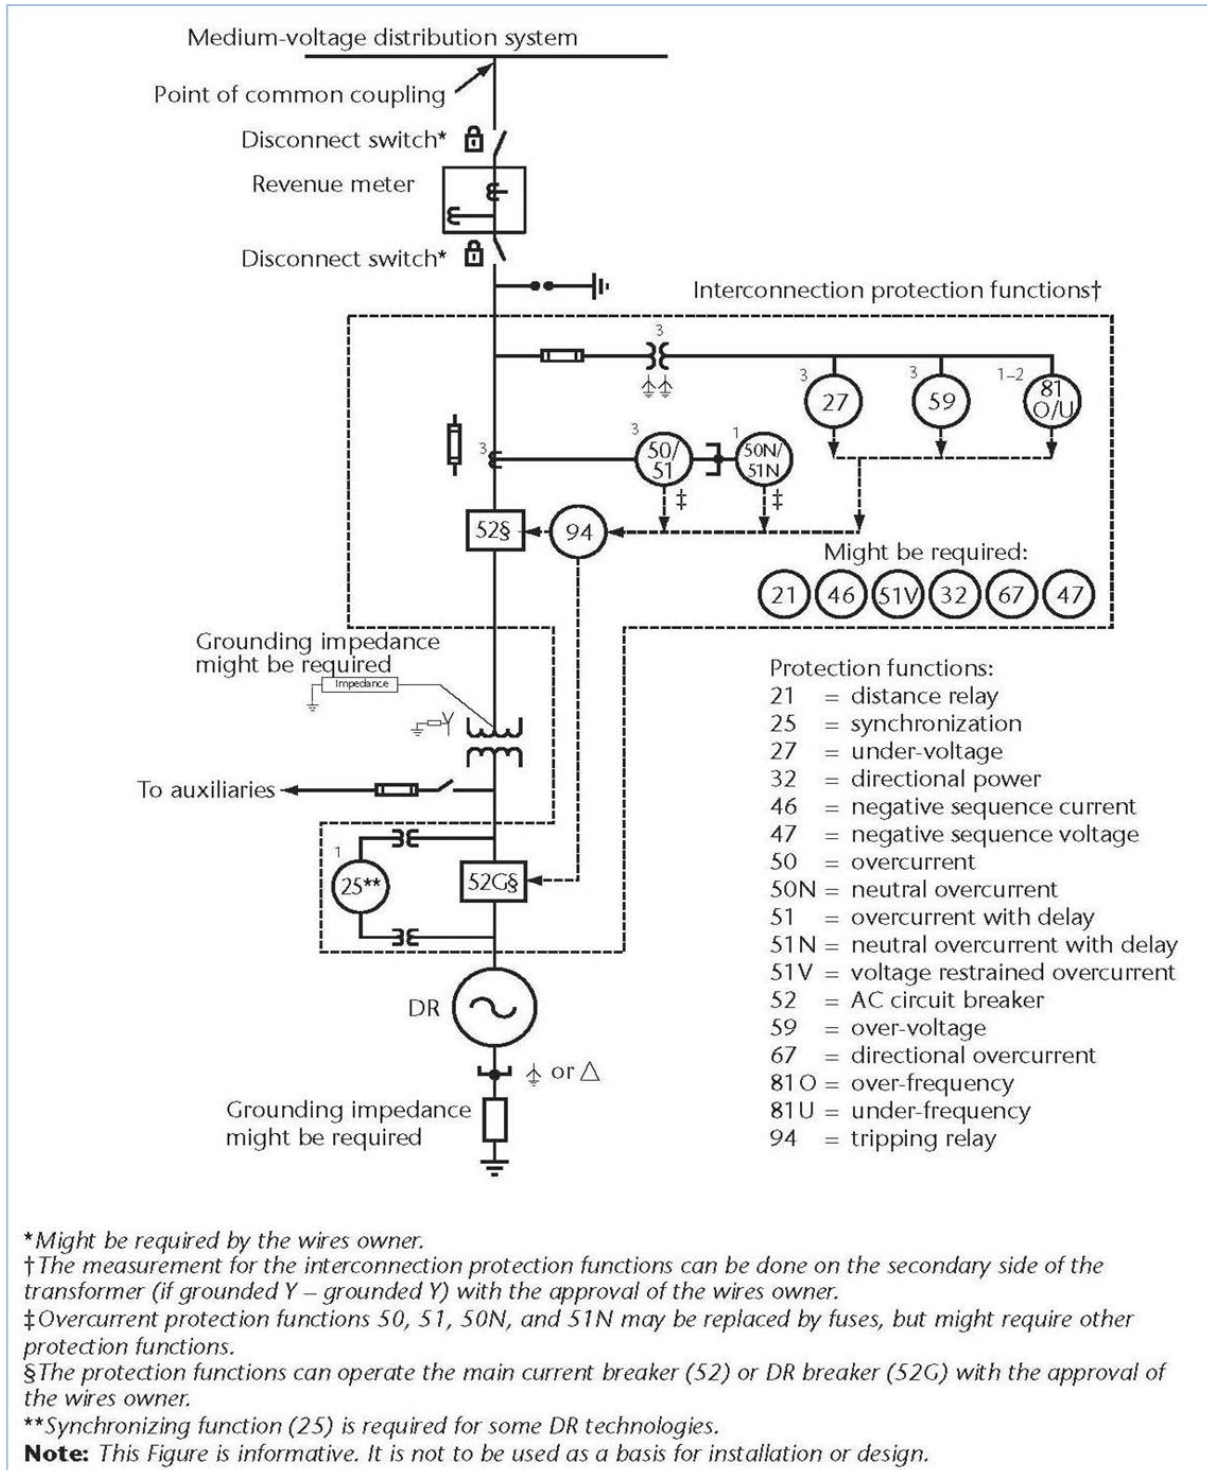 Medium-voltage distribution system
Point of common coupling
Disconnect switch*
Revenue meter
Disconnect switch*
Interconnection protection functions†
3
3
27
3
59
1–2
81
O/U
3
3
50/
51
1
50N/
51N
‡
‡
52§
94
Might be required:
21
46
51V
32
67
47
Grounding impedance
might be required
Impedance
To auxiliaries
1
25**
52G§
DR
or △
Grounding impedance
might be required
Protection functions:
21 = distance relay
25 = synchronization
27 = under-voltage
32 = directional power
46 = negative sequence current
47 = negative sequence voltage
50 = overcurrent
50N = neutral overcurrent
51 = overcurrent with delay
51N = neutral overcurrent with delay
51V = voltage restrained overcurrent
52 = AC circuit breaker
59 = over-voltage
67 = directional overcurrent
81O = over-frequency
81U = under-frequency
94 = tripping relay
*Might be required by the wires owner.
†The measurement for the interconnection protection functions can be done on the secondary side of the
transformer (if grounded Y – grounded Y) with the approval of the wires owner.
‡Overcurrent protection functions 50, 51, 50N, and 51N may be replaced by fuses, but might require other
protection functions.
§The protection functions can operate the main current breaker (52) or DR breaker (52G) with the approval of
the wires owner.
**Synchronizing function (25) is required for some DR technologies.
Note: This Figure is informative. It is not to be used as a basis for installation or design.